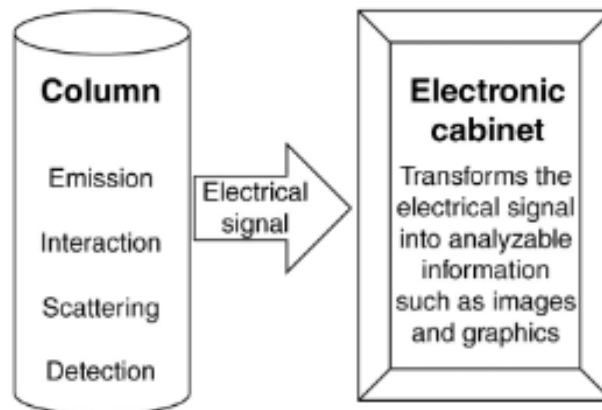 Column
Emission
Interaction
Scattering
Detection
Electrical
signal
Electronic
cabinet
Transforms the
electrical signal
into analyzable
information
such as images
and graphics